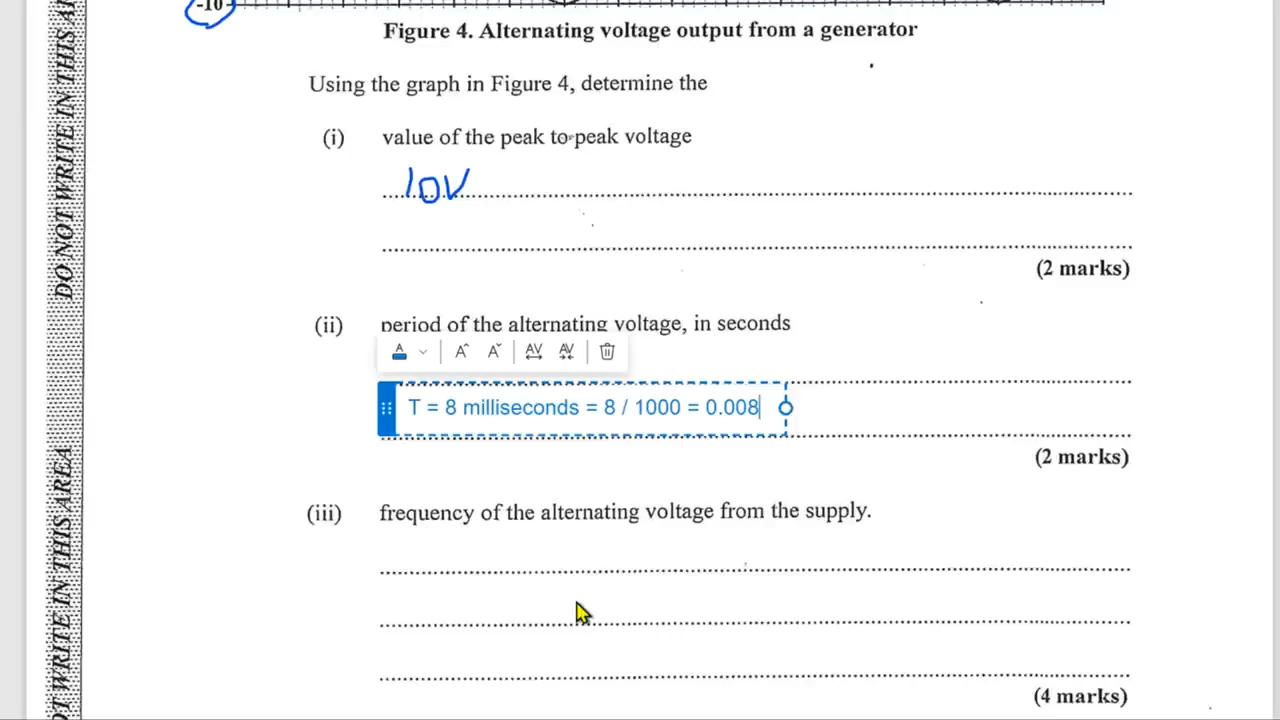 -10
Figure 4. Alternating voltage output from a generator
Using the graph in Figure 4, determine the
(i) value of the peak to peak voltage
10V
(2 marks)
(ii) period of the alternating voltage, in seconds
A A A AV AV
T = 8 milliseconds = 8 / 1000 = 0.008
(2 marks)
(iii) frequency of the alternating voltage from the supply.
(4 marks)
DO NOT WRITE IN THIS AREA
NOT WRITE IN THIS AREA